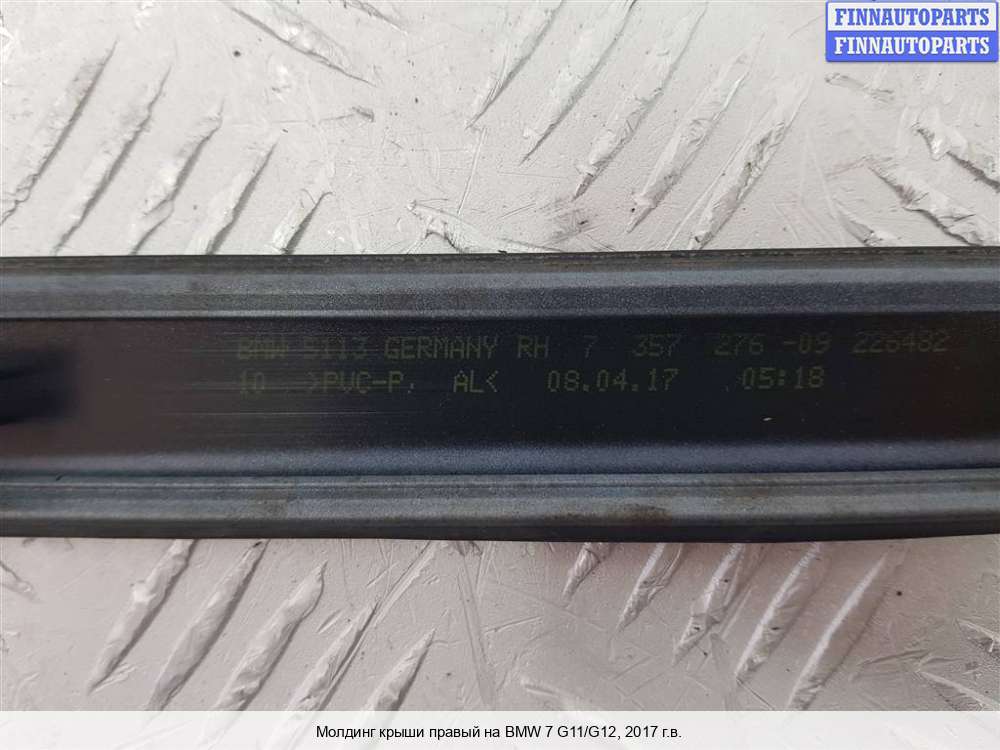 FINNAUTOPARTS
FINNAUTOPARTS
BMW 5113 GERMANY RH 7 357 276 -09 226482
10 >PVC-P, AL< 08.04.17 05:18
Молдинг крыши правый на BMW 7 G11/G12, 2017 г.в.